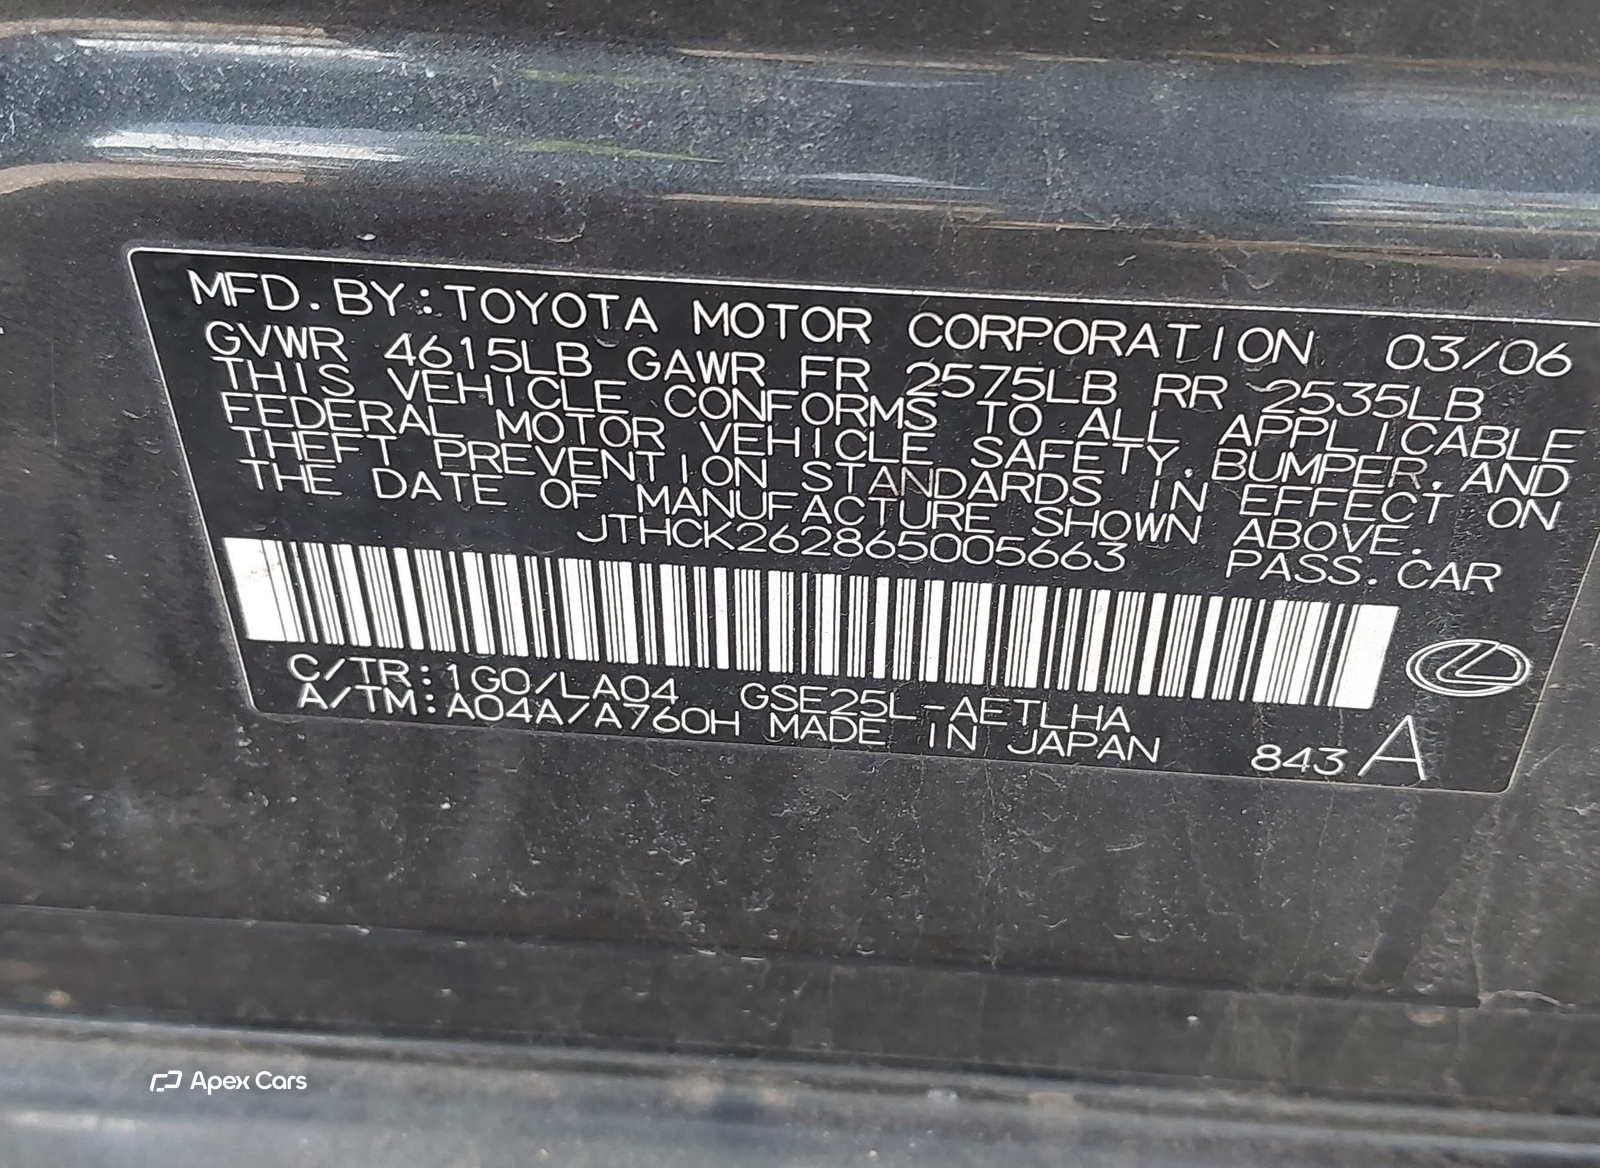 MFD. BY: TOYOTA MOTOR CORPORATION 03/06
GVWR 4615LB GAWR FR 2575LB RR 2535LB
THIS VEHICLE CONFORMS TO ALL APPLICABLE
FEDERAL MOTOR VEHICLE SAFETY, BUMPER, AND
THEFT PREVENTION STANDARDS IN EFFECT ON
THE DATE OF MANUFACTURE SHOWN ABOVE.
JTHCK262865005663 PASS. CAR
C/TR: 1G0/LA04 GSE25L-AETLHA
A/TM: A04A/A760H MADE IN JAPAN 843 A
Apex Cars